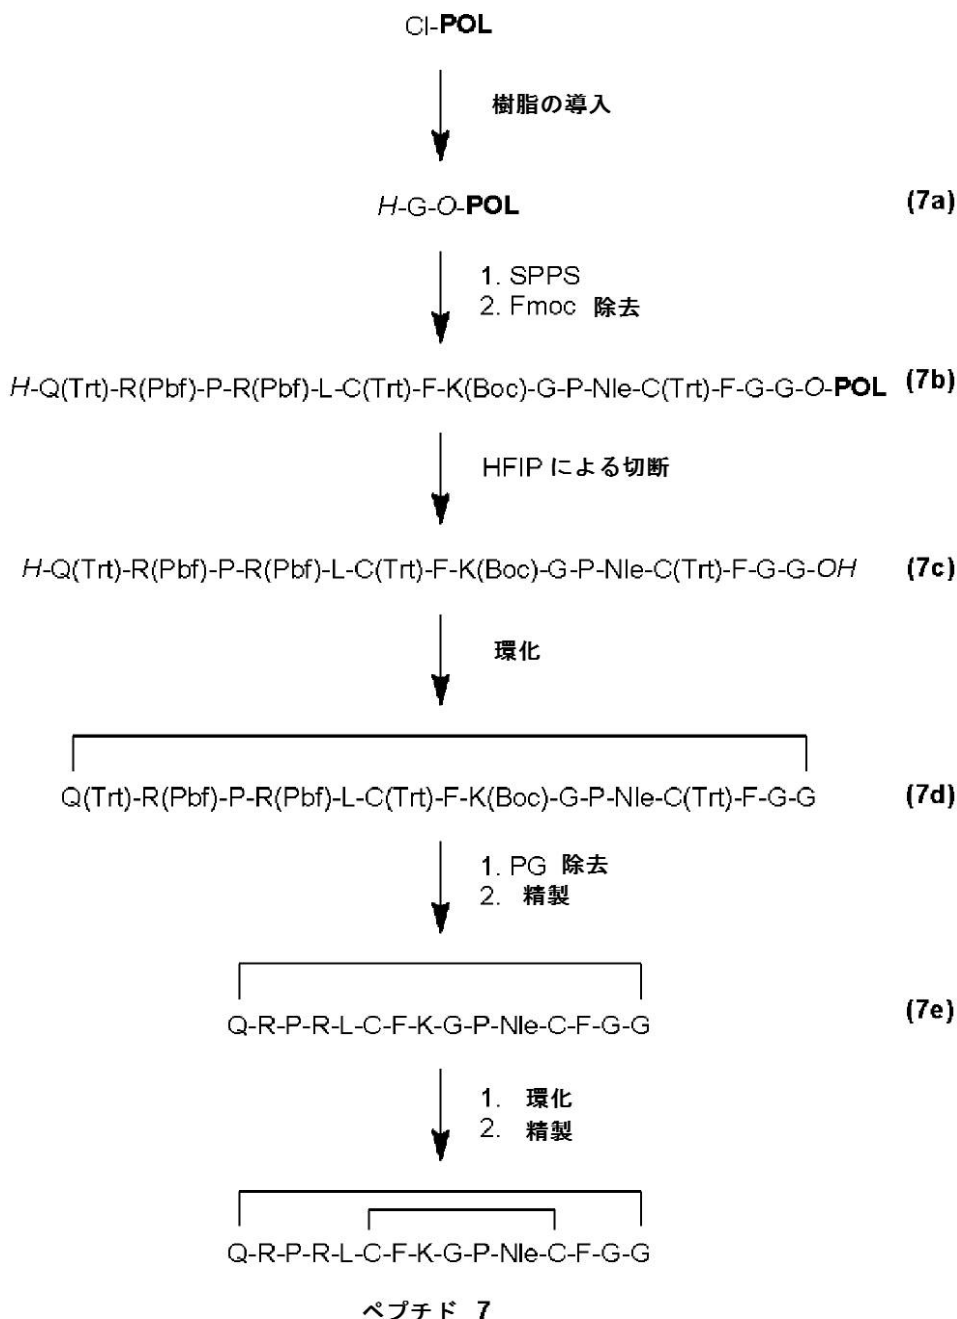 Cl-POL
樹脂の導入
H-G-O-POL (7a)
1. SPPS
2. Fmoc 除去
H-Q(Trt)-R(Pbf)-P-R(Pbf)-L-C(Trt)-F-K(Boc)-G-P-Nle-C(Trt)-F-G-G-O-POL (7b)
HFIP による切断
H-Q(Trt)-R(Pbf)-P-R(Pbf)-L-C(Trt)-F-K(Boc)-G-P-Nle-C(Trt)-F-G-G-OH (7c)
環化
Q(Trt)-R(Pbf)-P-R(Pbf)-L-C(Trt)-F-K(Boc)-G-P-Nle-C(Trt)-F-G-G (7d)
1. PG 除去
2. 精製
Q-R-P-R-L-C-F-K-G-P-Nle-C-F-G-G (7e)
1. 環化
2. 精製
Q-R-P-R-L-C-F-K-G-P-Nle-C-F-G-G
ペプチド 7